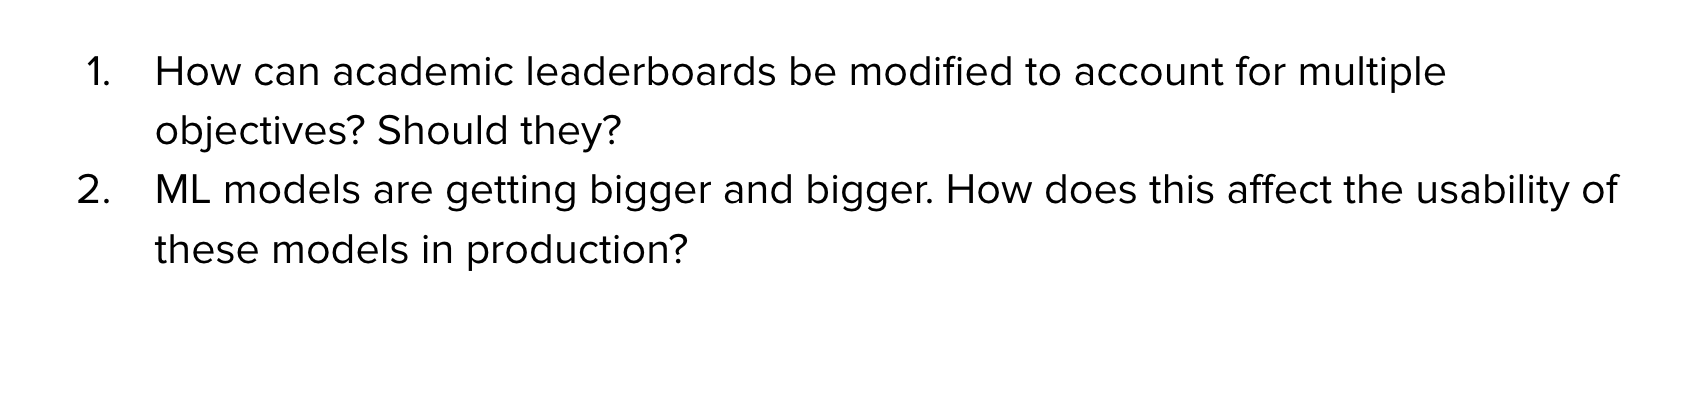 1. How can academic leaderboards be modified to account for multiple
objectives? Should they?
2. ML models are getting bigger and bigger. How does this affect the usability of
these models in production?